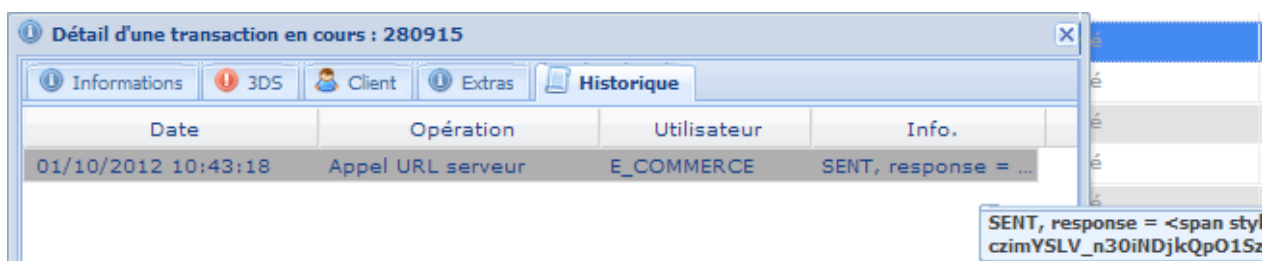 Détail d'une transaction en cours : 280915
Informations 3DS Client Extras Historique
Date Opération Utilisateur Info.
01/10/2012 10:43:18 Appel URL serveur E_COMMERCE SENT, response = ...
é
é
é
é
SENT, response = <span styl
czimYSLV_n30iNDjkQpO1Sz